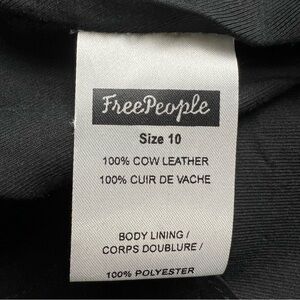 FreePeople
Size 10
100% COW LEATHER
100% CUIR DE VACHE
BODY LINING /
CORPS DOUBLURE /
100% POLYESTER